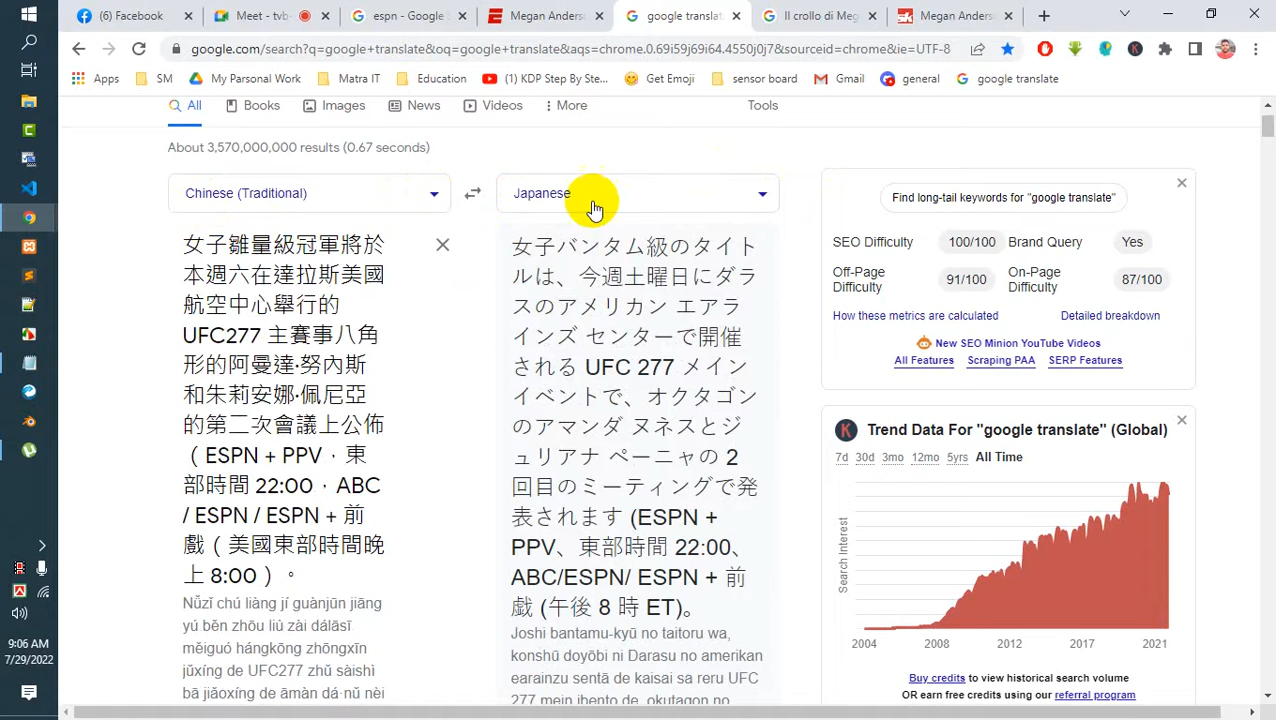 (1) Facebook
Meet - tvb-
espn - Google
Megan Anders
google transla
Il crollo di Meg
Megan Anders
google.com/search?q=google+translate&oq=google+translate&aqs=chrome.0.69i59j69i64.4550j0j7&sourceid=chrome&ie=UTF-8
Apps
SM
My Parsonal Work
Matra IT
Education
(1) KDP Step By Ste...
Get Emoji
sensor board
Gmail
general
google translate
All
Books
Images
News
Videos
More
Tools
About 3,570,000,000 results (0.67 seconds)
Chinese (Traditional)
女子雛量級冠軍將於
本週六在達拉斯美國
航空中心舉行的
UFC277 主賽事八角
形的阿曼達·努內斯
和朱莉安娜·佩尼亞
的第二次會議上公佈
（ESPN + PPV，東
部時間 22:00，ABC
/ ESPN / ESPN + 前
戲（美國東部時間晚
上 8:00）。
Nǚzǐ chú liàng jí guànjūn jiāng
yú běn zhōu liù zài dálāsī
měiguó hángkōng zhōngxīn
jǔxíng de UFC277 zhǔ sàishì
bā jiǎoxíng de āmàn dá·nǔ nèi
Japanese
女子バンタム級のタイト
ルは、今週土曜日にダラ
スのアメリカン エアラ
インズ センターで開催
される UFC 277 メイン
イベントで、オクタゴン
のアマンダ ヌネスとジ
ュリアナ ペーニャの 2
回目のミーティングで発
表されます (ESPN +
PPV、東部時間 22:00、
ABC/ESPN/ ESPN + 前
戯 (午後 8 時 ET)。
Joshi bantamu-kyū no taitoru wa,
konshū doyōbi ni Darasu no amerikan
earainzu sentā de kaisai sa reru UFC
277 mein ibento de, okutagon no
Find long-tail keywords for "google translate"
SEO Difficulty
100/100
Brand Query
Yes
Off-Page
Difficulty
91/100
On-Page
Difficulty
87/100
How these metrics are calculated
Detailed breakdown
New SEO Minion YouTube Videos
All Features
Scraping PAA
SERP Features
Trend Data For "google translate" (Global)
7d
30d
3mo
12mo
5yrs
All Time
Search Interest
2004
2008
2012
2017
2021
Buy credits to view historical search volume
OR earn free credits using our referral program
9:06 AM
7/29/2022